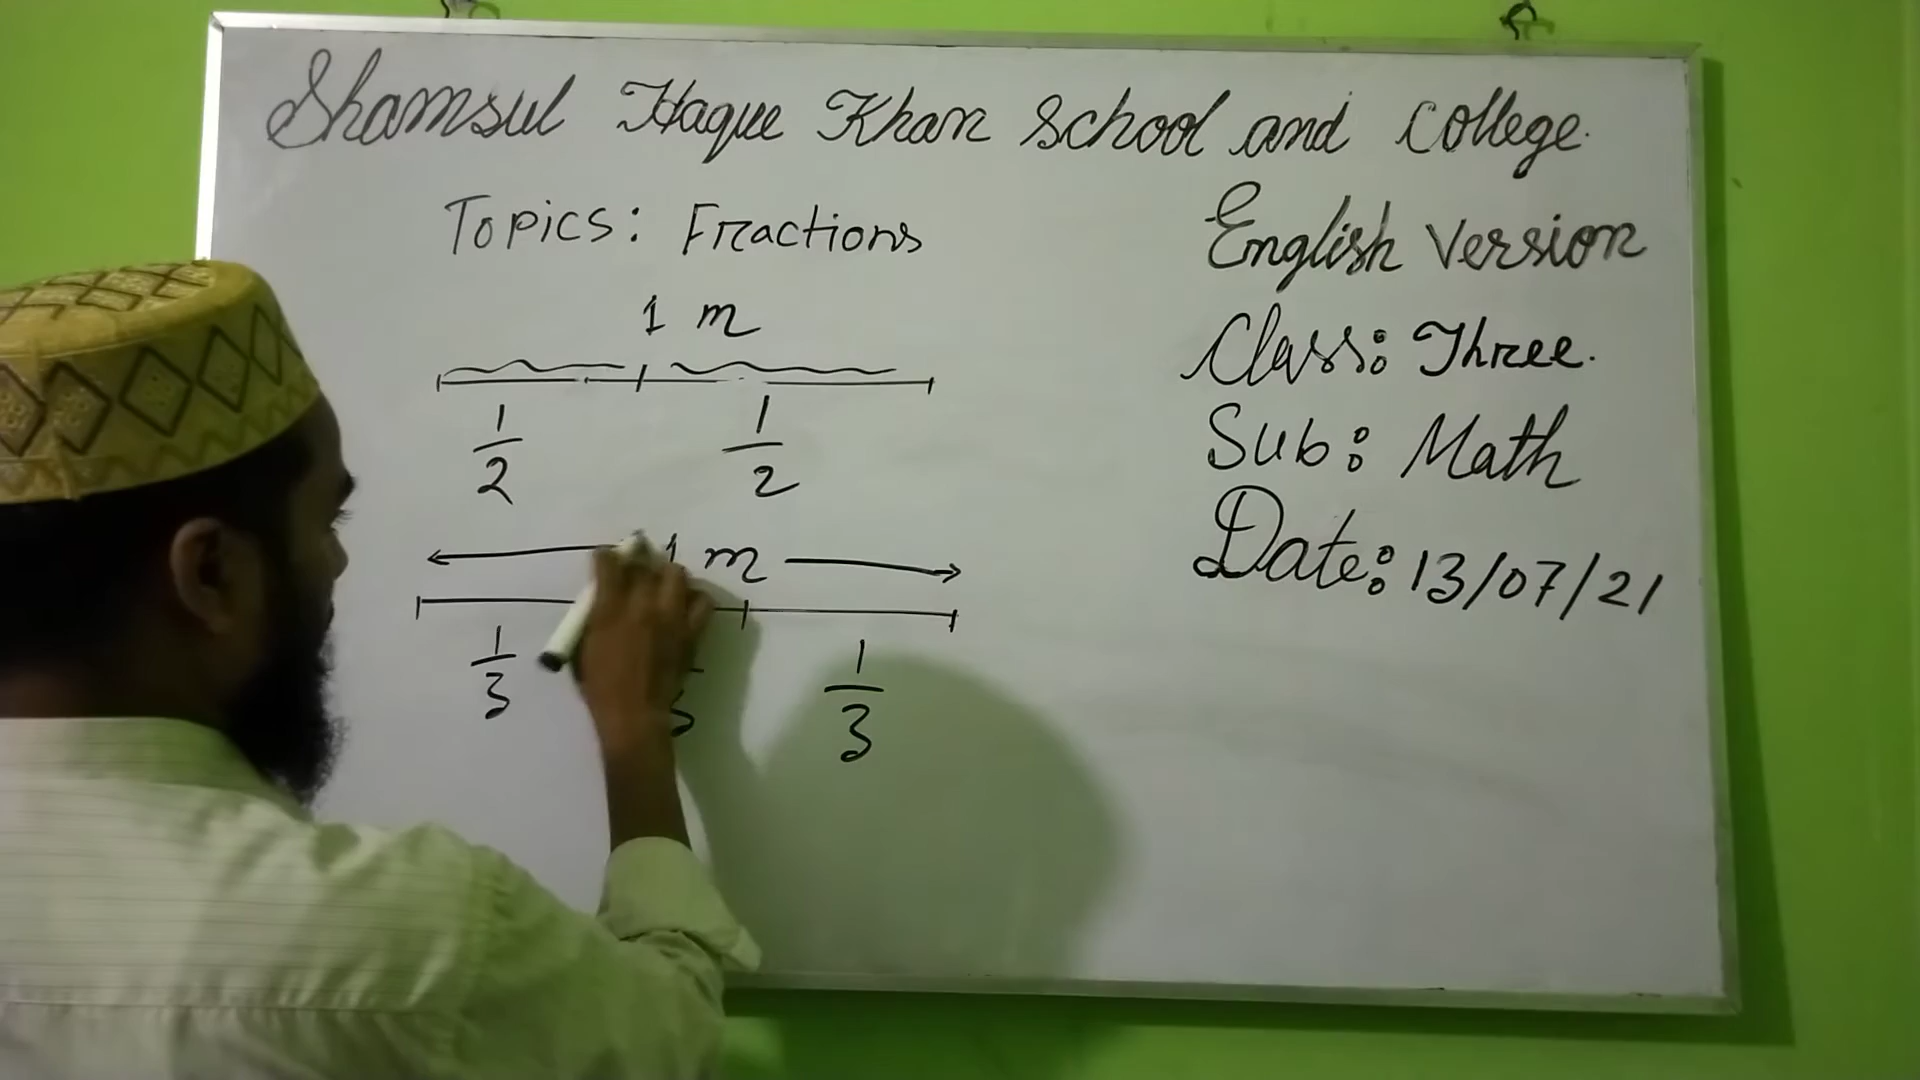 Shamsul Haque Khan School and College.
Topics: Fractions
English Version
Class: Three.
Sub: Math
Date: 13/07/21
1 m
1/2 1/2
1 m
1/3 1/3